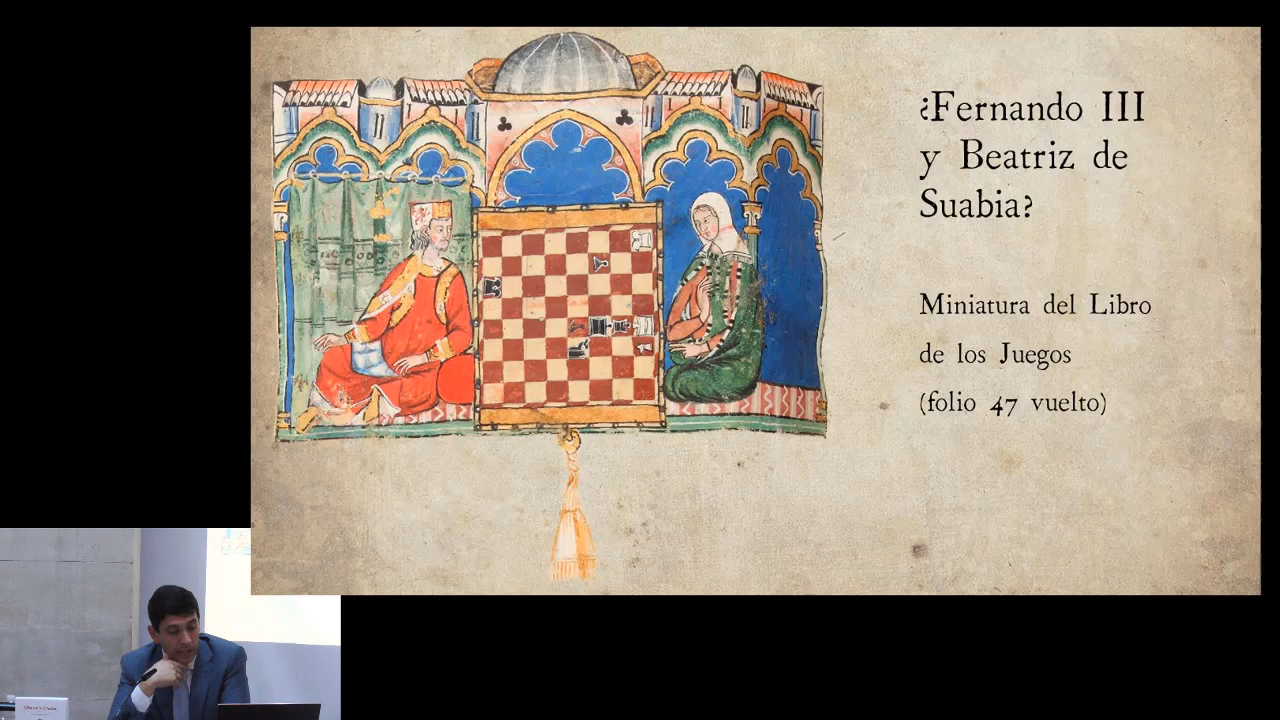 ¿Fernando III
y Beatriz de
Suabia?
Miniatura del Libro
de los Juegos
(folio 47 vuelto)